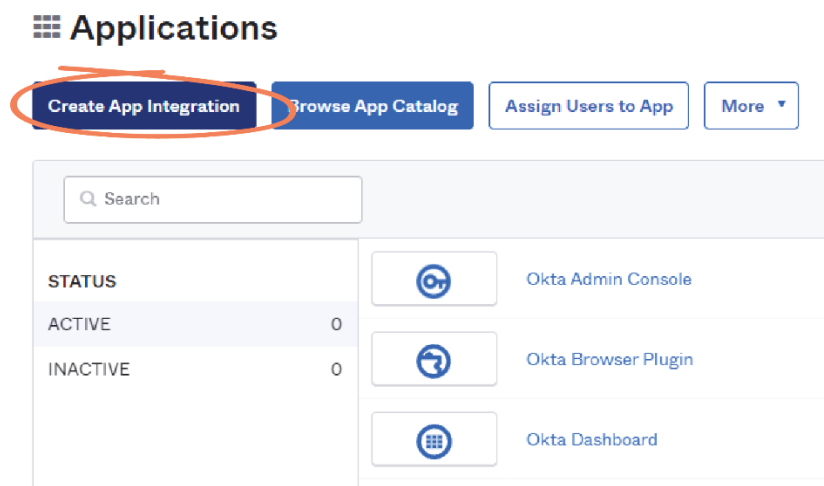 Applications
Create App Integration
Browse App Catalog
Assign Users to App
More
Search
STATUS
ACTIVE 0
INACTIVE 0
Okta Admin Console
Okta Browser Plugin
Okta Dashboard